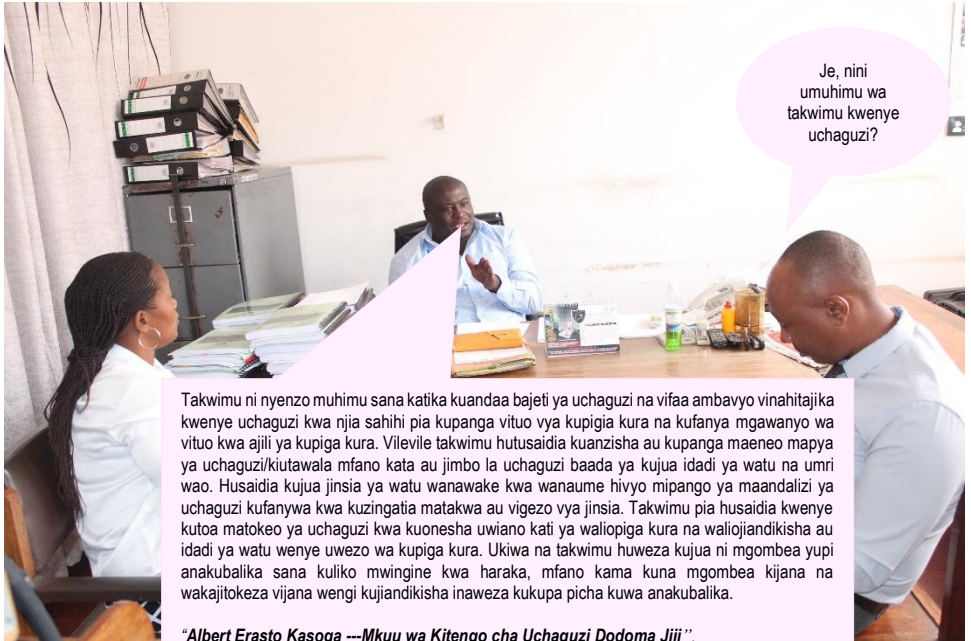 Je, nini
umuhimu wa
takwimu kwenye
uchaguzi?
Takwimu ni nyenzo muhimu sana katika kuandaa bajeti ya uchaguzi na vifaa ambavyo vinahitajika
kwenye uchaguzi kwa njia sahihi pia kupanga vituo vya kupigia kura na kufanya mgawanyo wa
vituo kwa ajili ya kupiga kura. Vilevile takwimu hutusaidia kuanzisha au kupanga maeneo mapya
ya uchaguzi/kiutawala mfano kata au jimbo la uchaguzi baada ya kujua idadi ya watu na umri
wao. Husaidia kujua jinsia ya watu wanawake kwa wanaume hivyo mipango ya maandalizi ya
uchaguzi kufanywa kwa kuzingatia matakwa au vigezo vya jinsia. Takwimu pia husaidia kwenye
kutoa matokeo ya uchaguzi kwa kuonesha uwiano kati ya waliopiga kura na waliojiandikisha au
idadi ya watu wenye uwezo wa kupiga kura. Ukiwa na takwimu huweza kujua ni mgombea yupi
anakubalika sana kuliko mwingine kwa haraka, mfano kama kuna mgombea kijana na
wakajitokeza vijana wengi kujiandikisha inaweza kukupa picha kuwa anakubalika.
"Albert Erasto Kasoga ---Mkuu wa Kitengo cha Uchaguzi Dodoma Jiji".